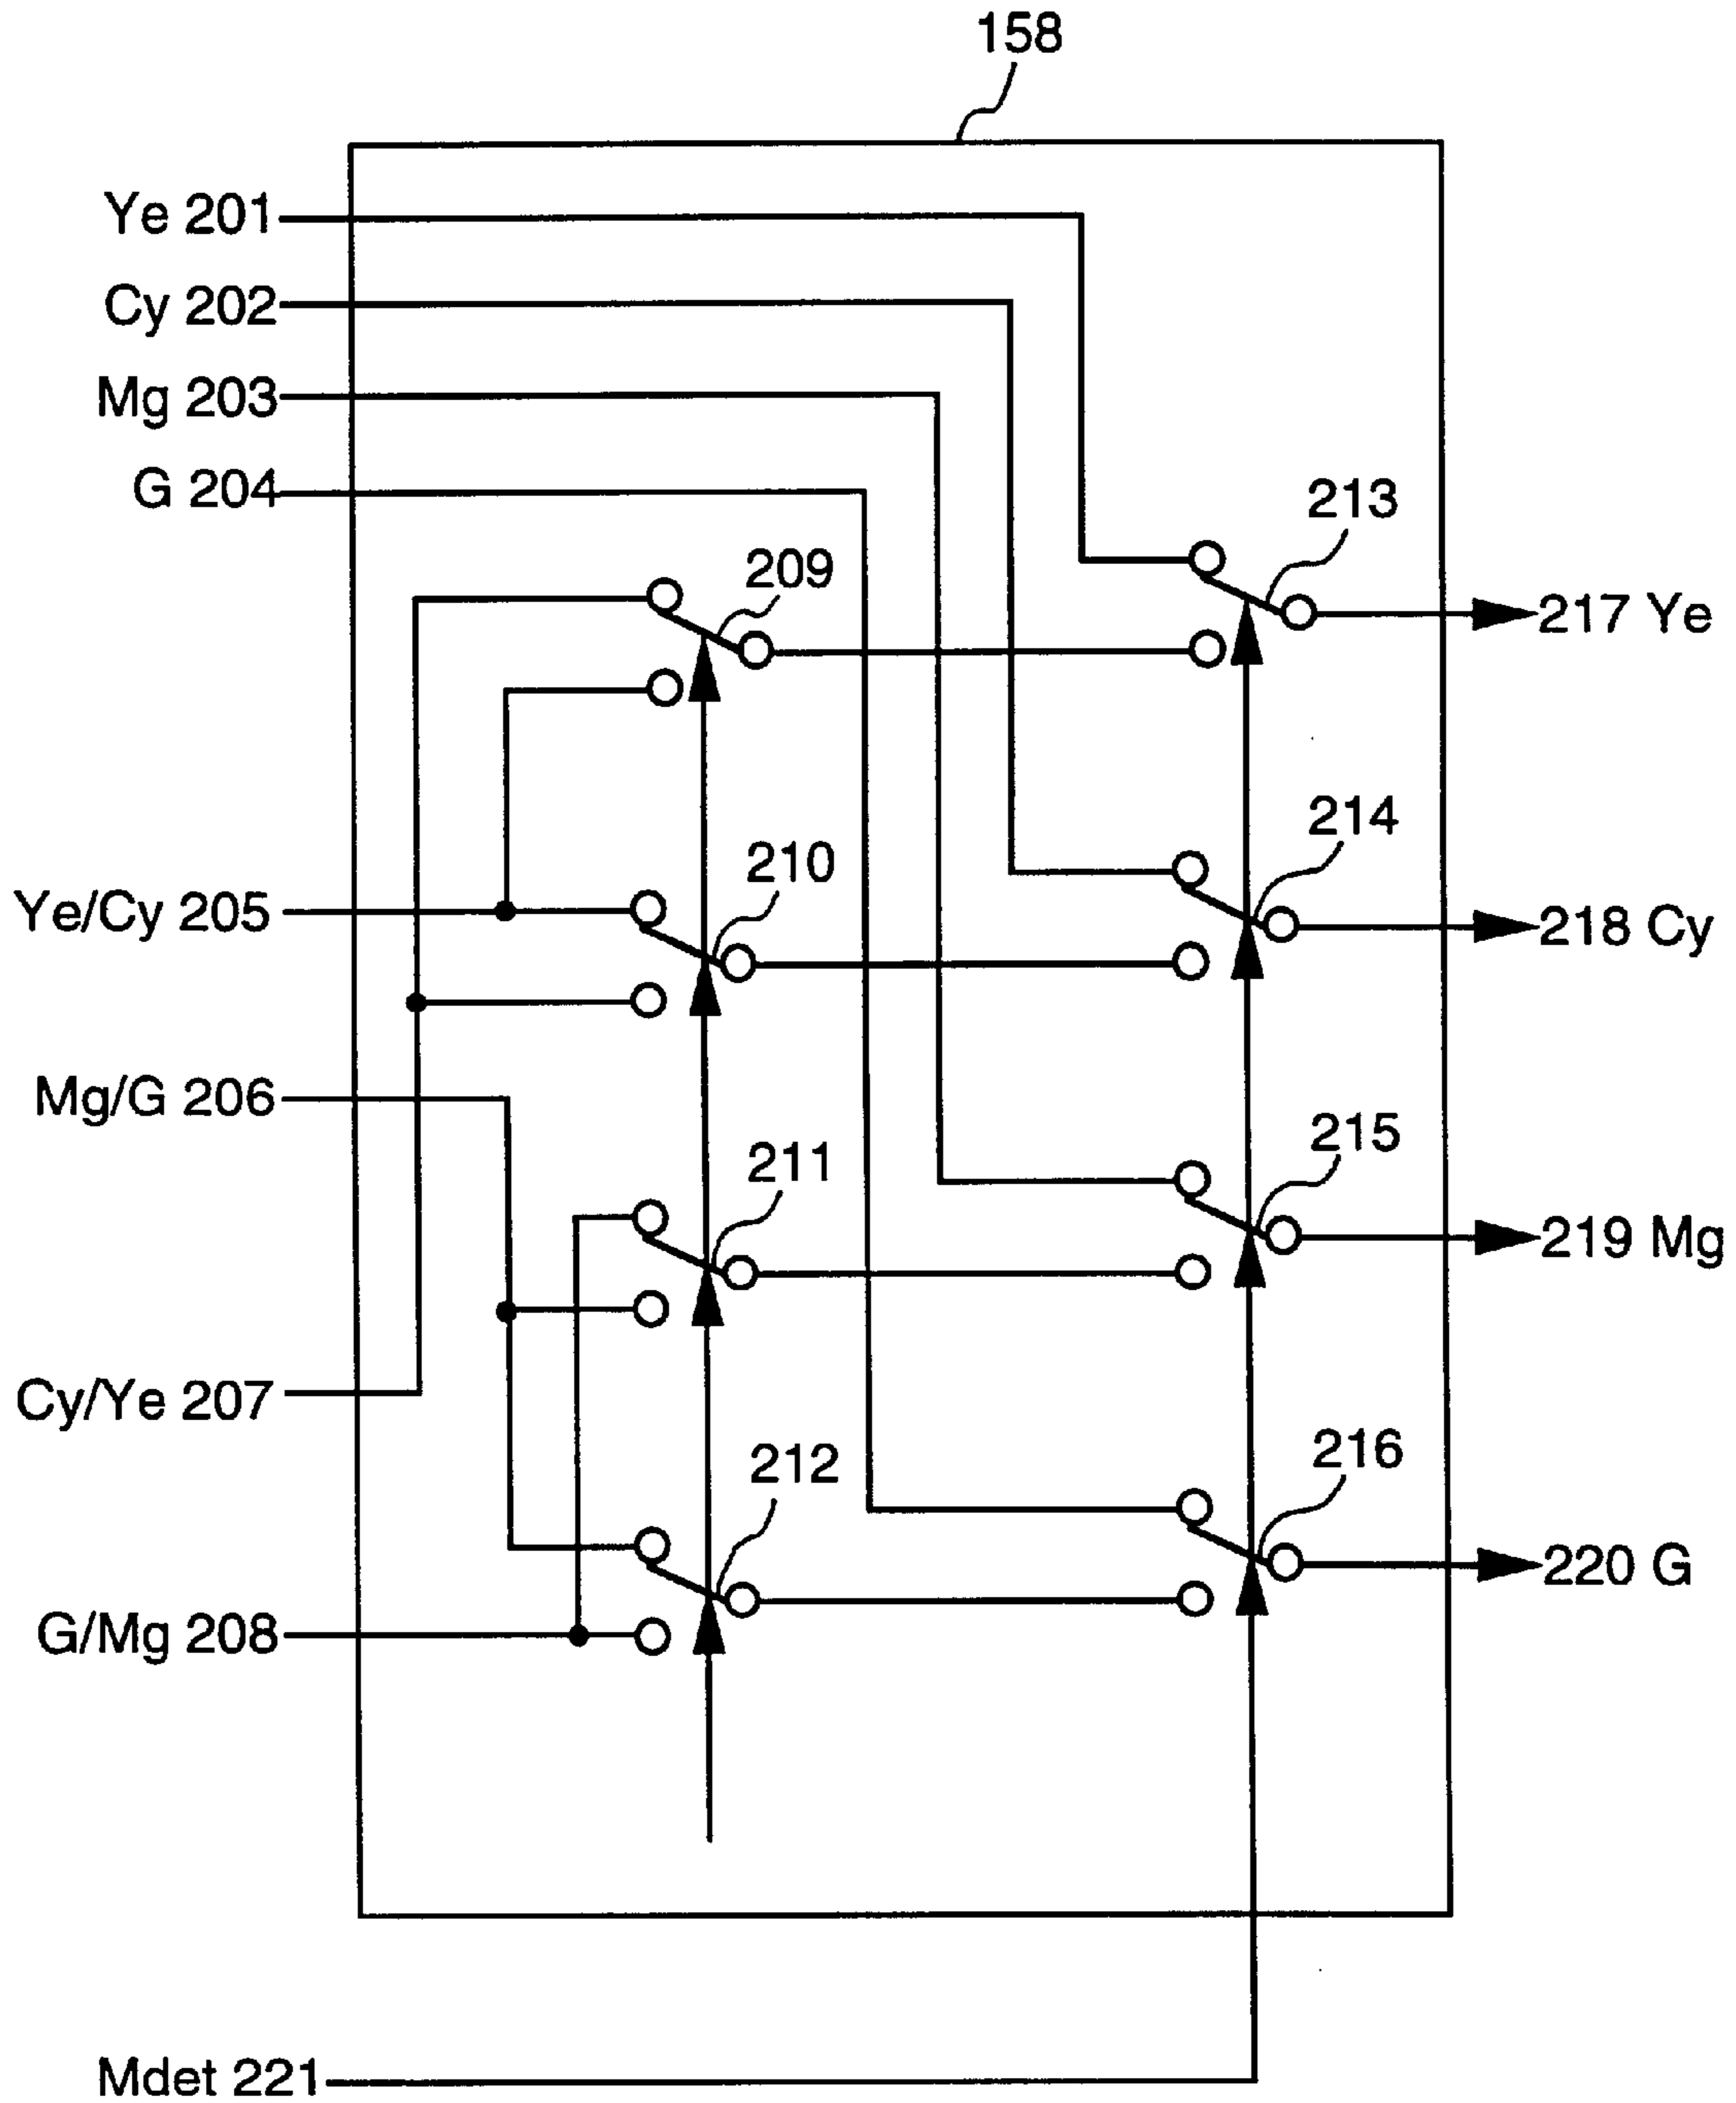 158
Ye 201
Cy 202
Mg 203
G 204
213
209
217 Ye
214
210
Ye/Cy 205
218 Cy
Mg/G 206
215
211
219 Mg
Cy/Ye 207
216
212
220 G
G/Mg 208
Mdet 221